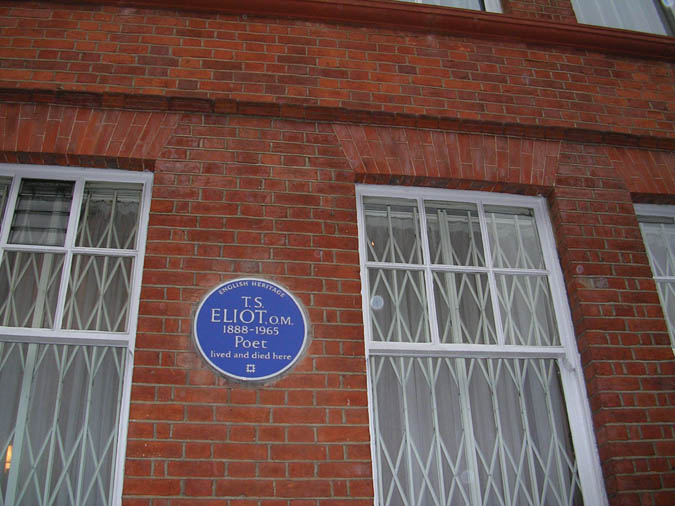 ENGLISH HERITAGE
T.S.
ELIOT, O.M.
1888-1965
Poet
lived and died here